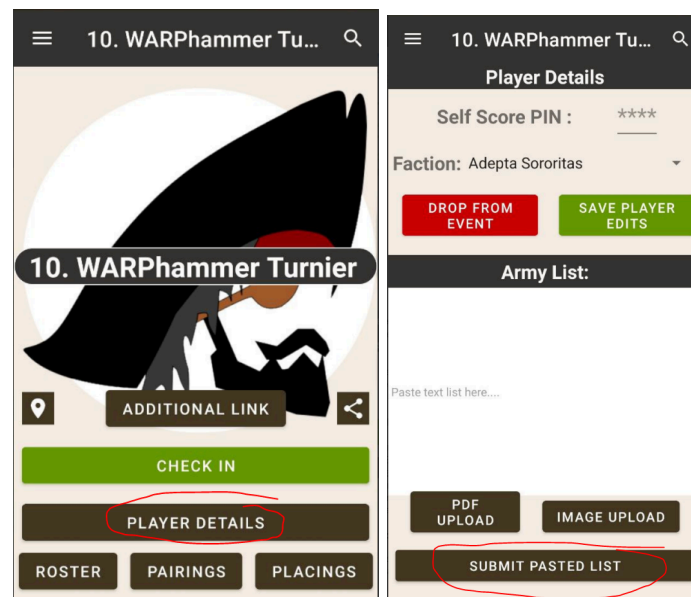 10. WARPhammer Tu...
10. WARPhammer Turnier
ADDITIONAL LINK
CHECK IN
PLAYER DETAILS
ROSTER PAIRINGS PLACINGS
10. WARPhammer Tu...
Player Details
Self Score PIN : ****
Faction: Adepta Sororitas
DROP FROM
EVENT
SAVE PLAYER
EDITS
Army List:
Paste text list here....
PDF
UPLOAD
IMAGE UPLOAD
SUBMIT PASTED LIST